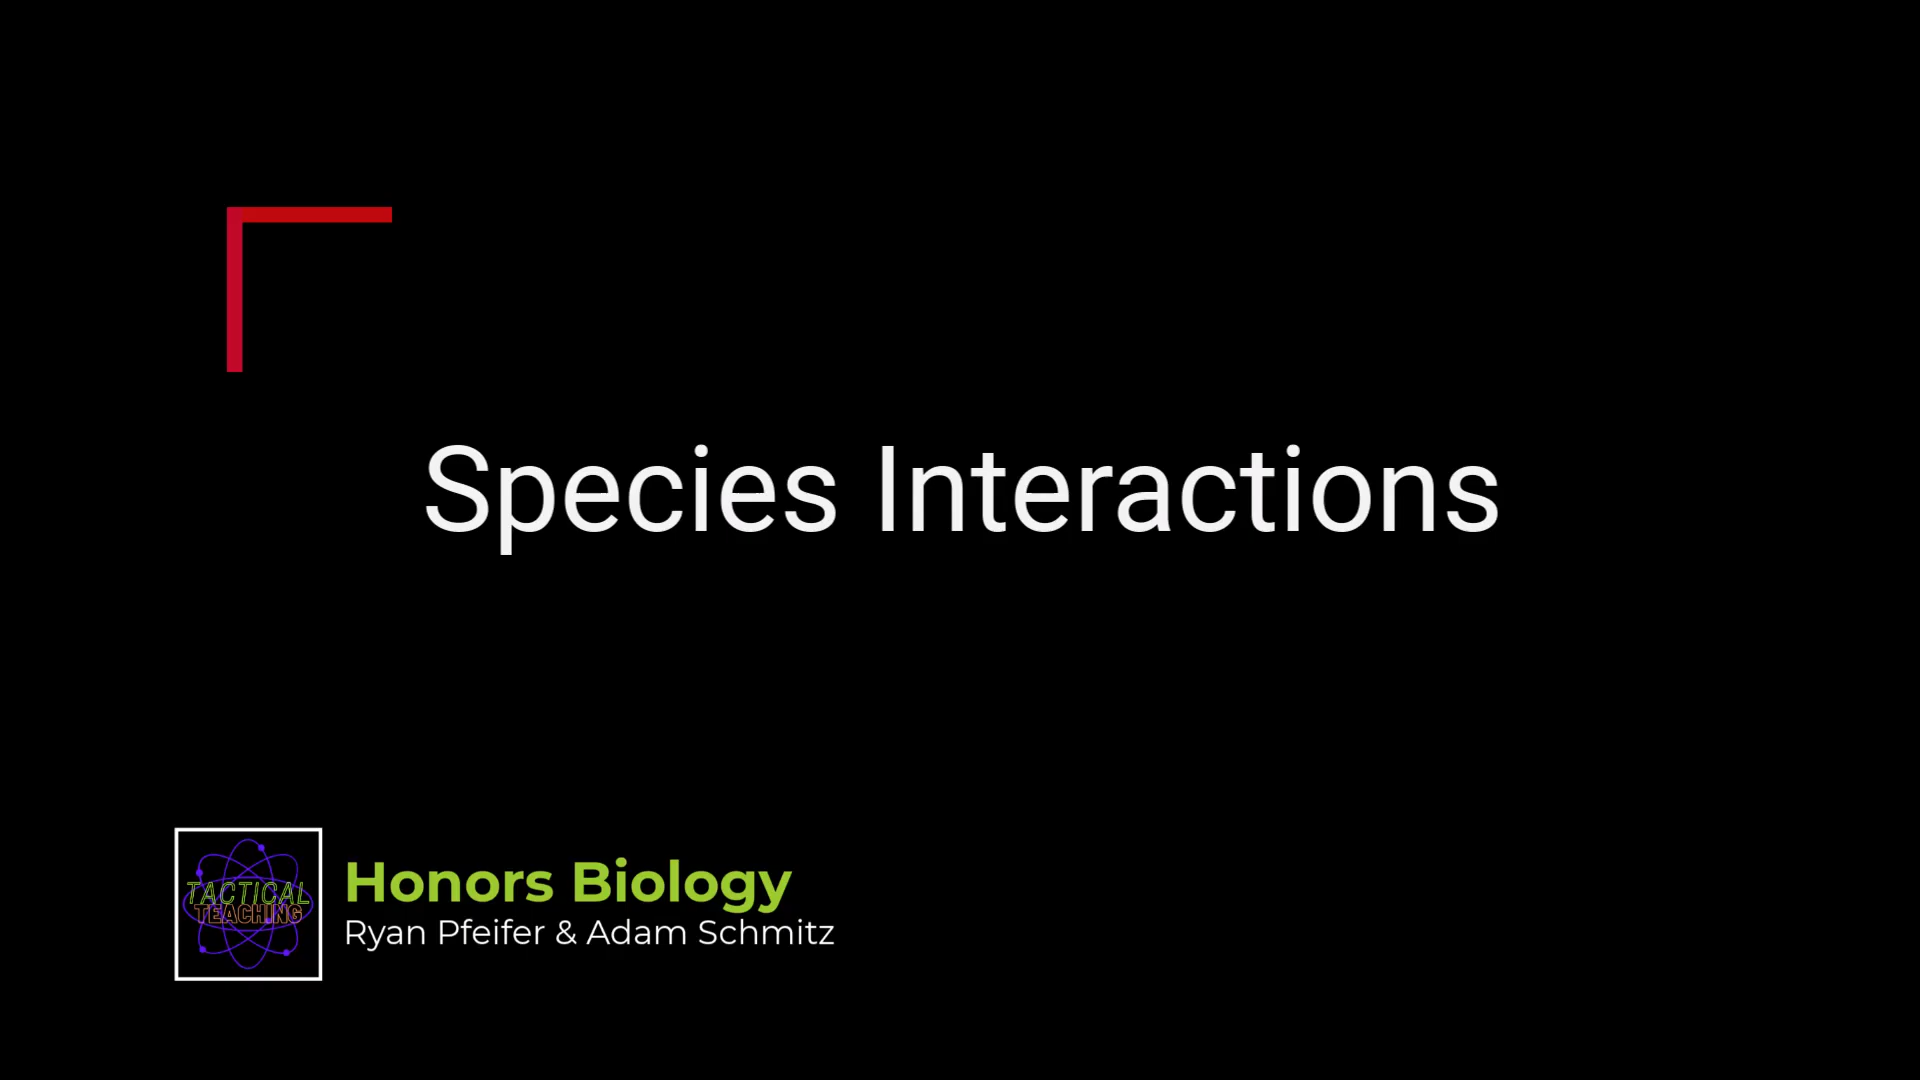 Species Interactions
TACTICAL
TEACHING
Honors Biology
Ryan Pfeifer & Adam Schmitz